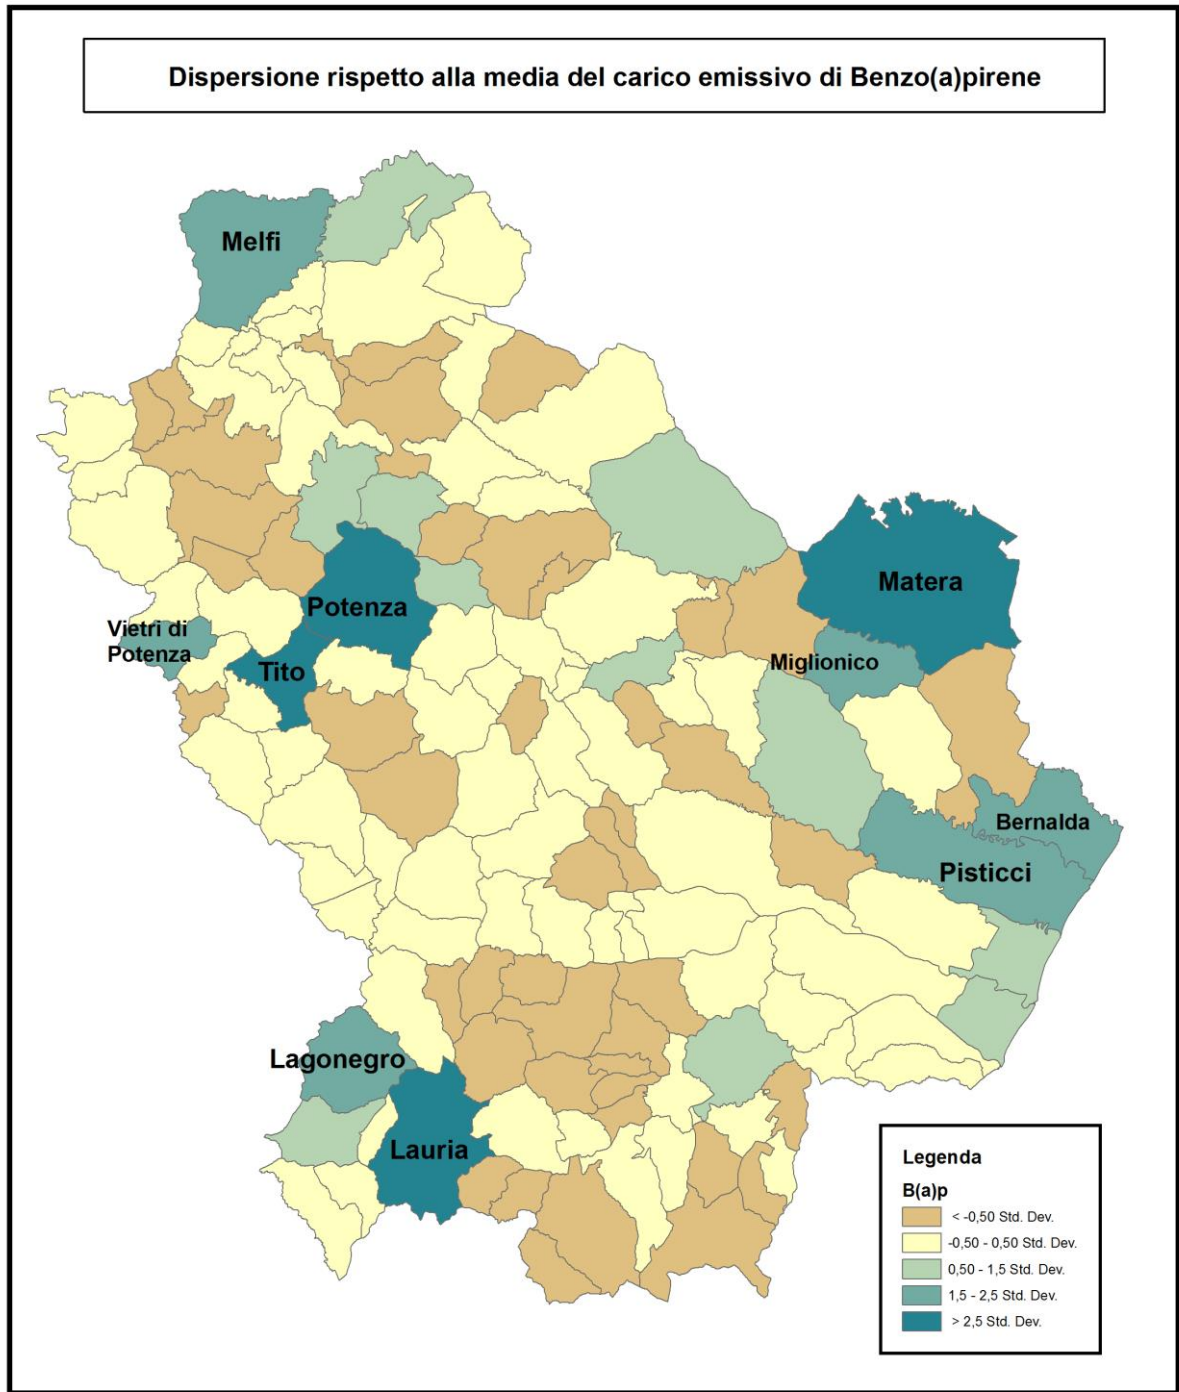 Dispersione rispetto alla media del carico emissivo di Benzo(a)pirene
Melfi
Matera
Potenza
Vietri di
Potenza
Tito
Miglionico
Bernalda
Pisticci
Lagonegro
Lauria
Legenda
B(a)p
< -0,50 Std. Dev.
-0,50 - 0,50 Std. Dev.
0,50 - 1,5 Std. Dev.
1,5 - 2,5 Std. Dev.
> 2,5 Std. Dev.